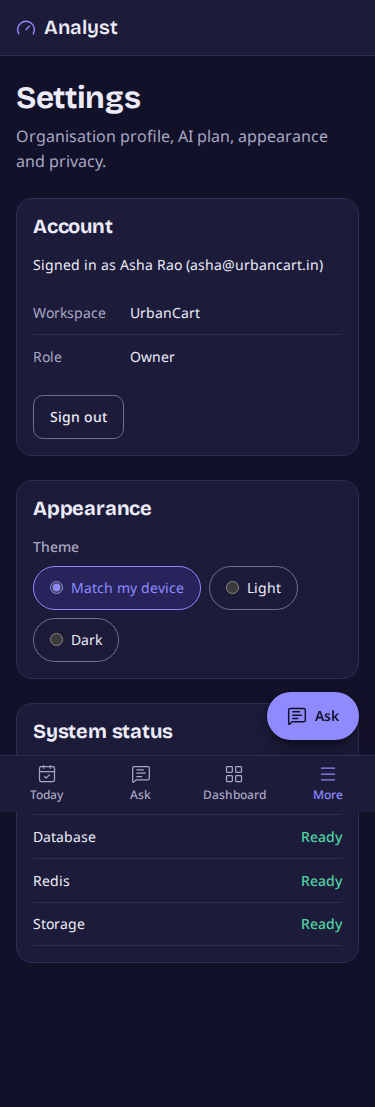 Analyst
Settings
Organisation profile, AI plan, appearance
and privacy.
Account
Signed in as Asha Rao (asha@urbancart.in)
Workspace UrbanCart
Role Owner
Sign out
Appearance
Theme
Match my device Light
Dark
Ask
System status
Today Ask Dashboard More
Database Ready
Redis Ready
Storage Ready